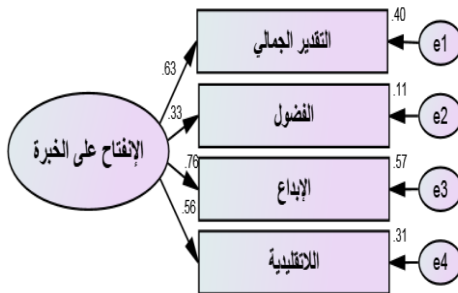 .40
التقدير الجمالي
e1
.63
.11
الفضول
e2
.33
الإنفتاح على الخبرة
.76
.57
الإبداع
e3
.56
.31
اللاتقليدية
e4